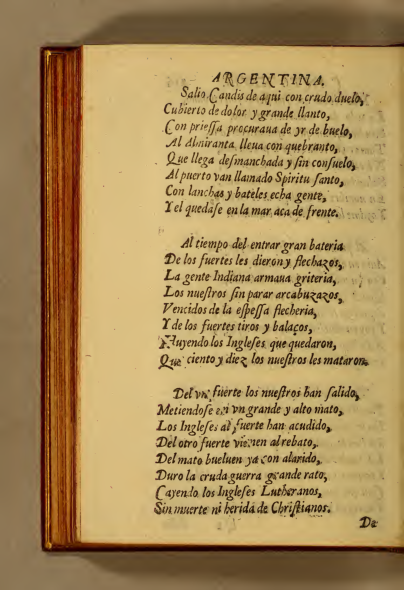 ARGENTINA.
Salio Candis de aqui con crudo duelo,
Cubierto de dolor y grande llanto,
Con priessa procuraua de yr de buelo,
Al Almiranta lleua con quebranto,
Que llega desmanchada y sin consuelo,
Al puerto van llamado Spiritu santo,
Con lanchas y bateles echa gente,
Y el quedase en la mar aca de frente.
Al tiempo del entrar gran bateria
De los fuertes les dieron y flechazos,
La gente Indiana armaua griteria,
Los nuestros sin parar arcabuzazos,
Vencidos de la espessa flecheria,
Y de los fuertes tiros y balaços,
Huyendo los Ingleses que quedaron,
Que ciento y diez los nuestros les mataron.
Del vn fuerte los nuestros han salido,
Metiendose en vn grande y alto mato,
Los Ingleses al fuerte han acudido,
Del otro fuerte vienen al rebato,
Del mato bueluen ya con alarido,
Duro la cruda guerra grande rato,
Cayendo los Ingleses Lutheranos,
Sin muerte ni herida de Christianos.
De